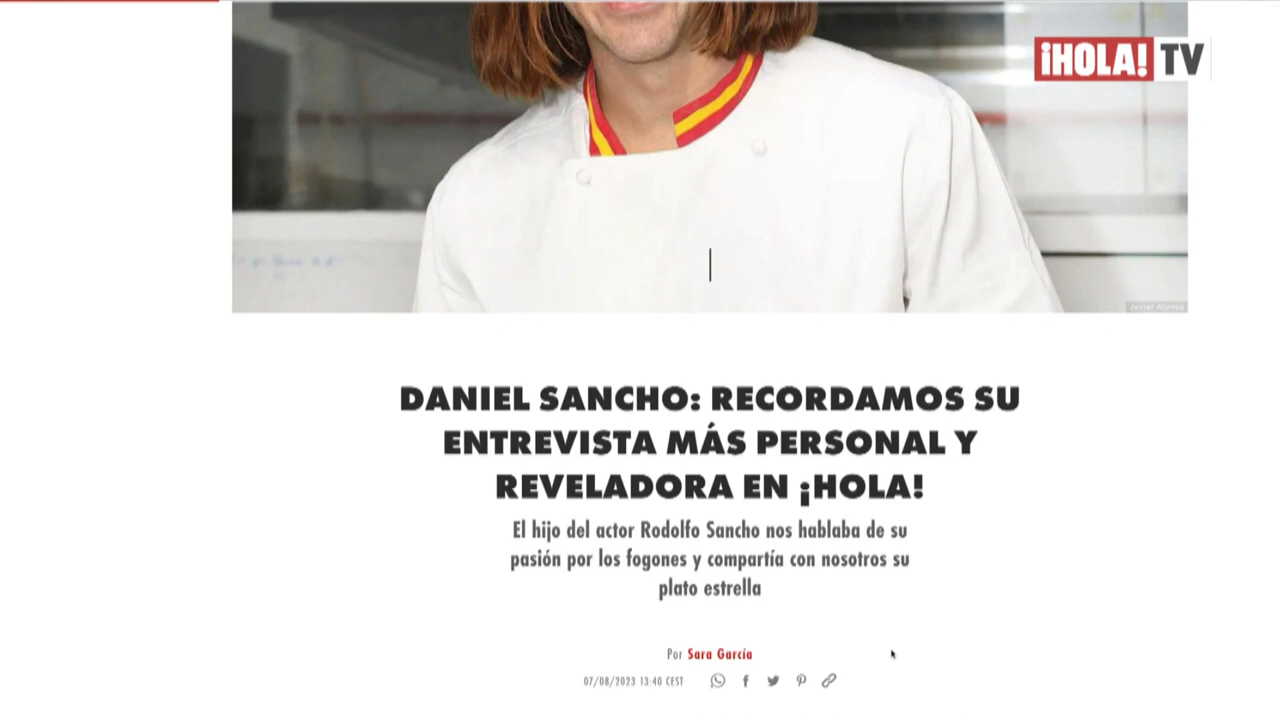 ¡HOLA! TV
Javier Alonso
DANIEL SANCHO: RECORDAMOS SU
ENTREVISTA MÁS PERSONAL Y
REVELADORA EN ¡HOLA!
El hijo del actor Rodolfo Sancho nos hablaba de su
pasión por los fogones y compartía con nosotros su
plato estrella
Por Sara García
07/08/2023 13:40 CEST